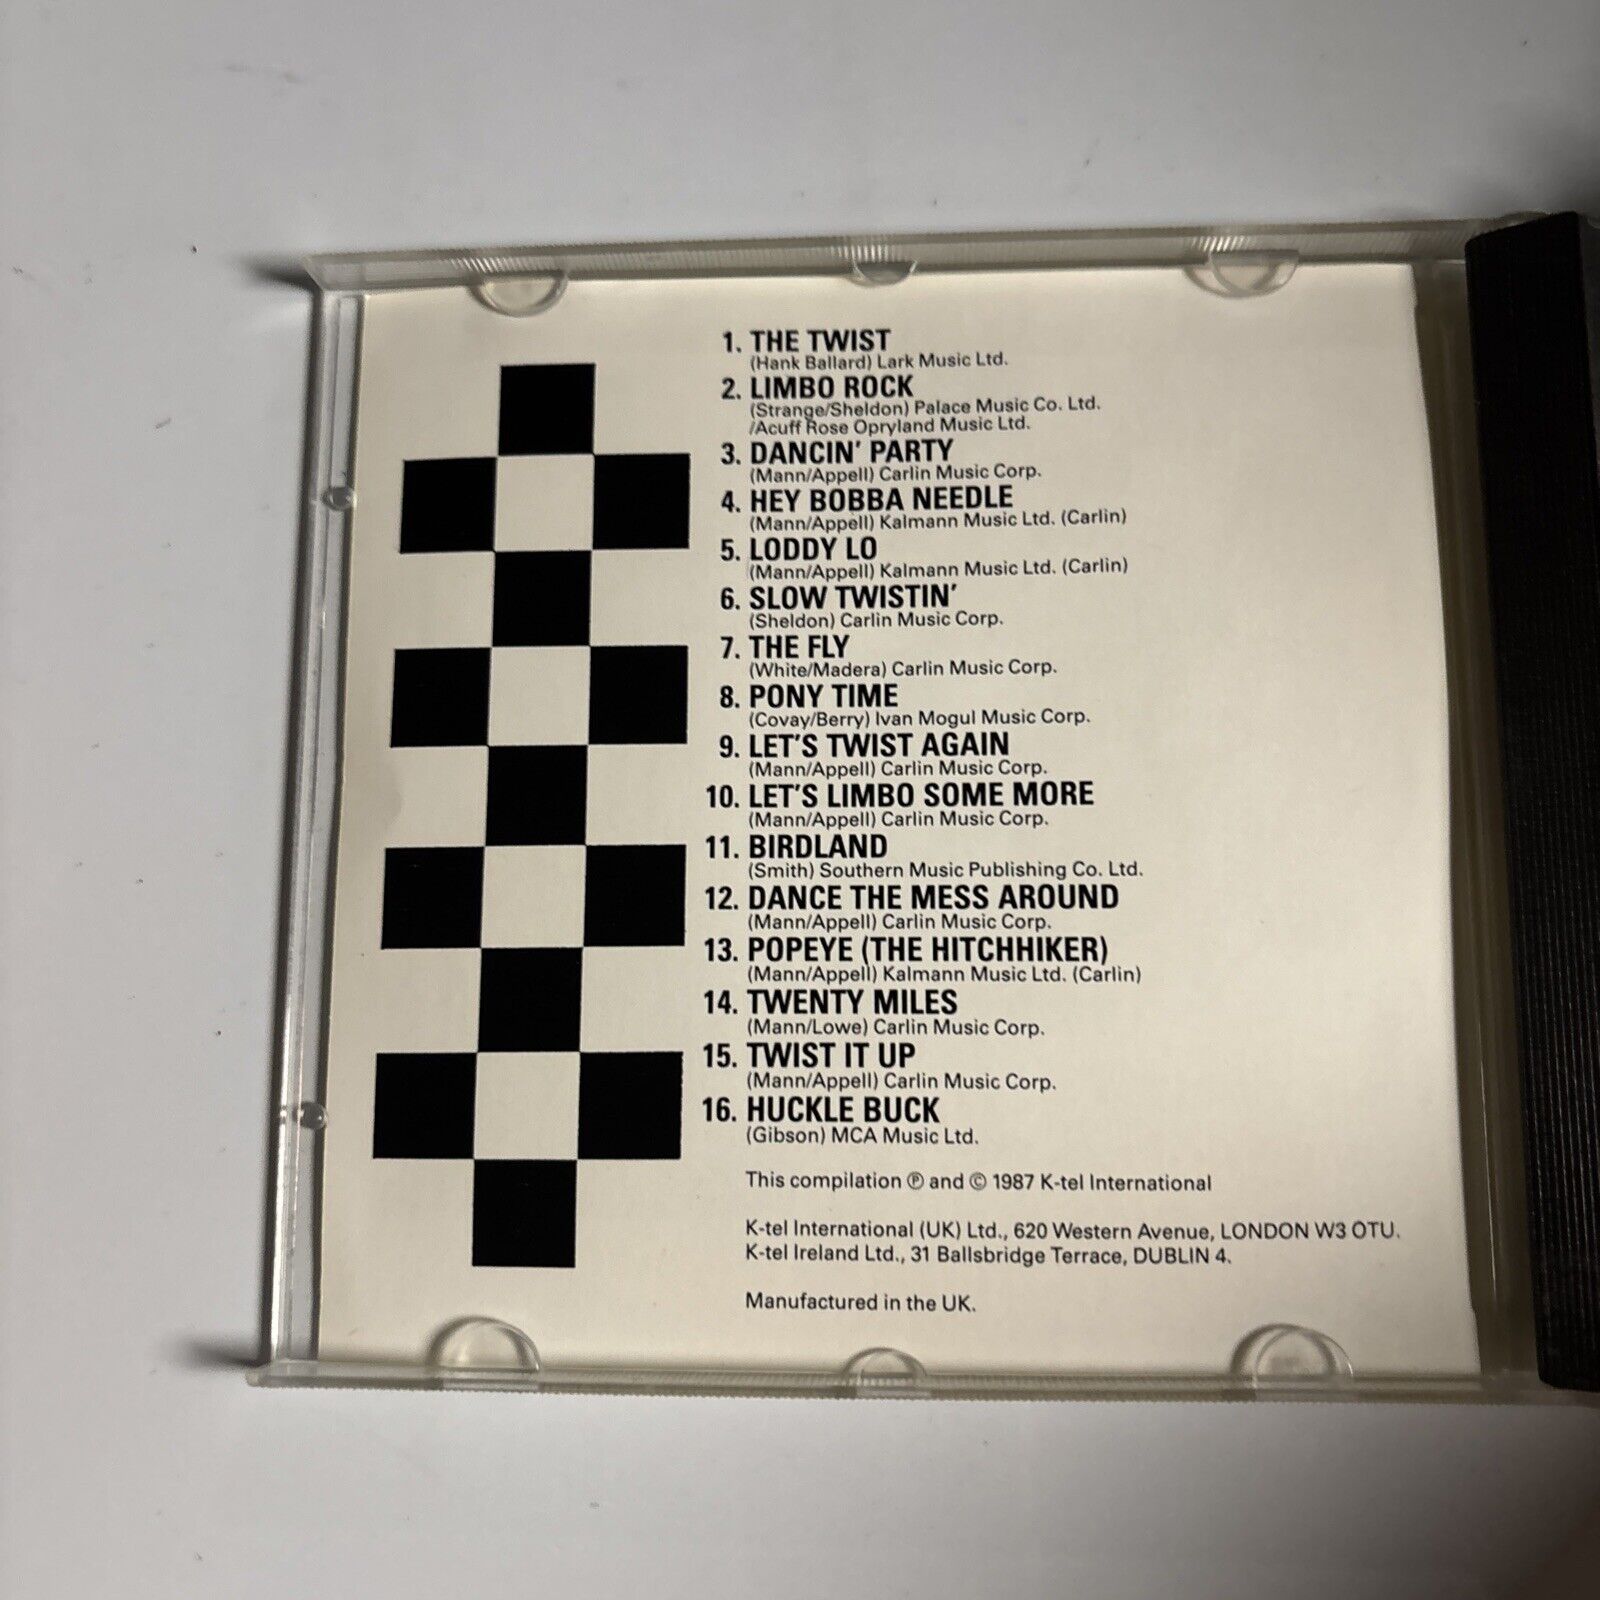 1. THE TWIST
(Hank Ballard) Lark Music Ltd.
2. LIMBO ROCK
(Strange/Sheldon) Palace Music Co. Ltd.
/Acuff Rose Opryland Music Ltd.
3. DANCIN' PARTY
(Mann/Appell) Carlin Music Corp.
4. HEY BOBBA NEEDLE
(Mann/Appell) Kalmann Music Ltd. (Carlin)
5. LODDY LO
(Mann/Appell) Kalmann Music Ltd. (Carlin)
6. SLOW TWISTIN'
(Sheldon) Carlin Music Corp.
7. THE FLY
(White/Madera) Carlin Music Corp.
8. PONY TIME
(Covay/Berry) Ivan Mogul Music Corp.
9. LET'S TWIST AGAIN
(Mann/Appell) Carlin Music Corp.
10. LET'S LIMBO SOME MORE
(Mann/Appell) Carlin Music Corp.
11. BIRDLAND
(Smith) Southern Music Publishing Co. Ltd.
12. DANCE THE MESS AROUND
(Mann/Appell) Carlin Music Corp.
13. POPEYE (THE HITCHHIKER)
(Mann/Appell) Kalmann Music Ltd. (Carlin)
14. TWENTY MILES
(Mann/Lowe) Carlin Music Corp.
15. TWIST IT UP
(Mann/Appell) Carlin Music Corp.
16. HUCKLE BUCK
(Gibson) MCA Music Ltd.
This compilation ℗ and © 1987 K-tel International
K-tel International (UK) Ltd., 620 Western Avenue, LONDON W3 OTU.
K-tel Ireland Ltd., 31 Ballsbridge Terrace, DUBLIN 4.
Manufactured in the UK.